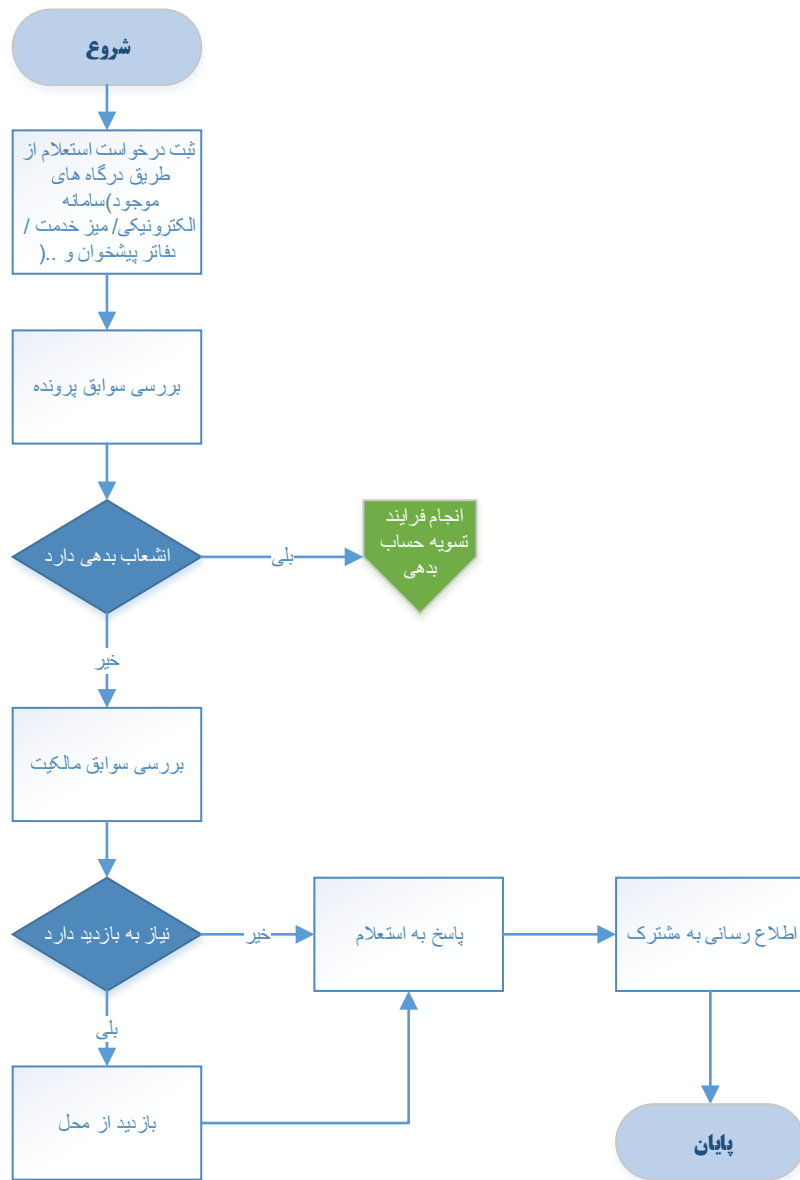 شروع
ثبت درخواست استعلام از
طریق درگاه های
موجود)سامانه
الکترونیکی/ میز خدمت /
دفاتر پیشخوان و ..(
بررسی سوابق پرونده
انشعاب بدهی دارد
بلی
انجام فرایند
تسویه حساب
بدهی
خیر
بررسی سوابق مالکیت
نیاز به بازدید دارد
خیر
پاسخ به استعلام
اطلاع رسانی به مشترک
بلی
بازدید از محل
پایان